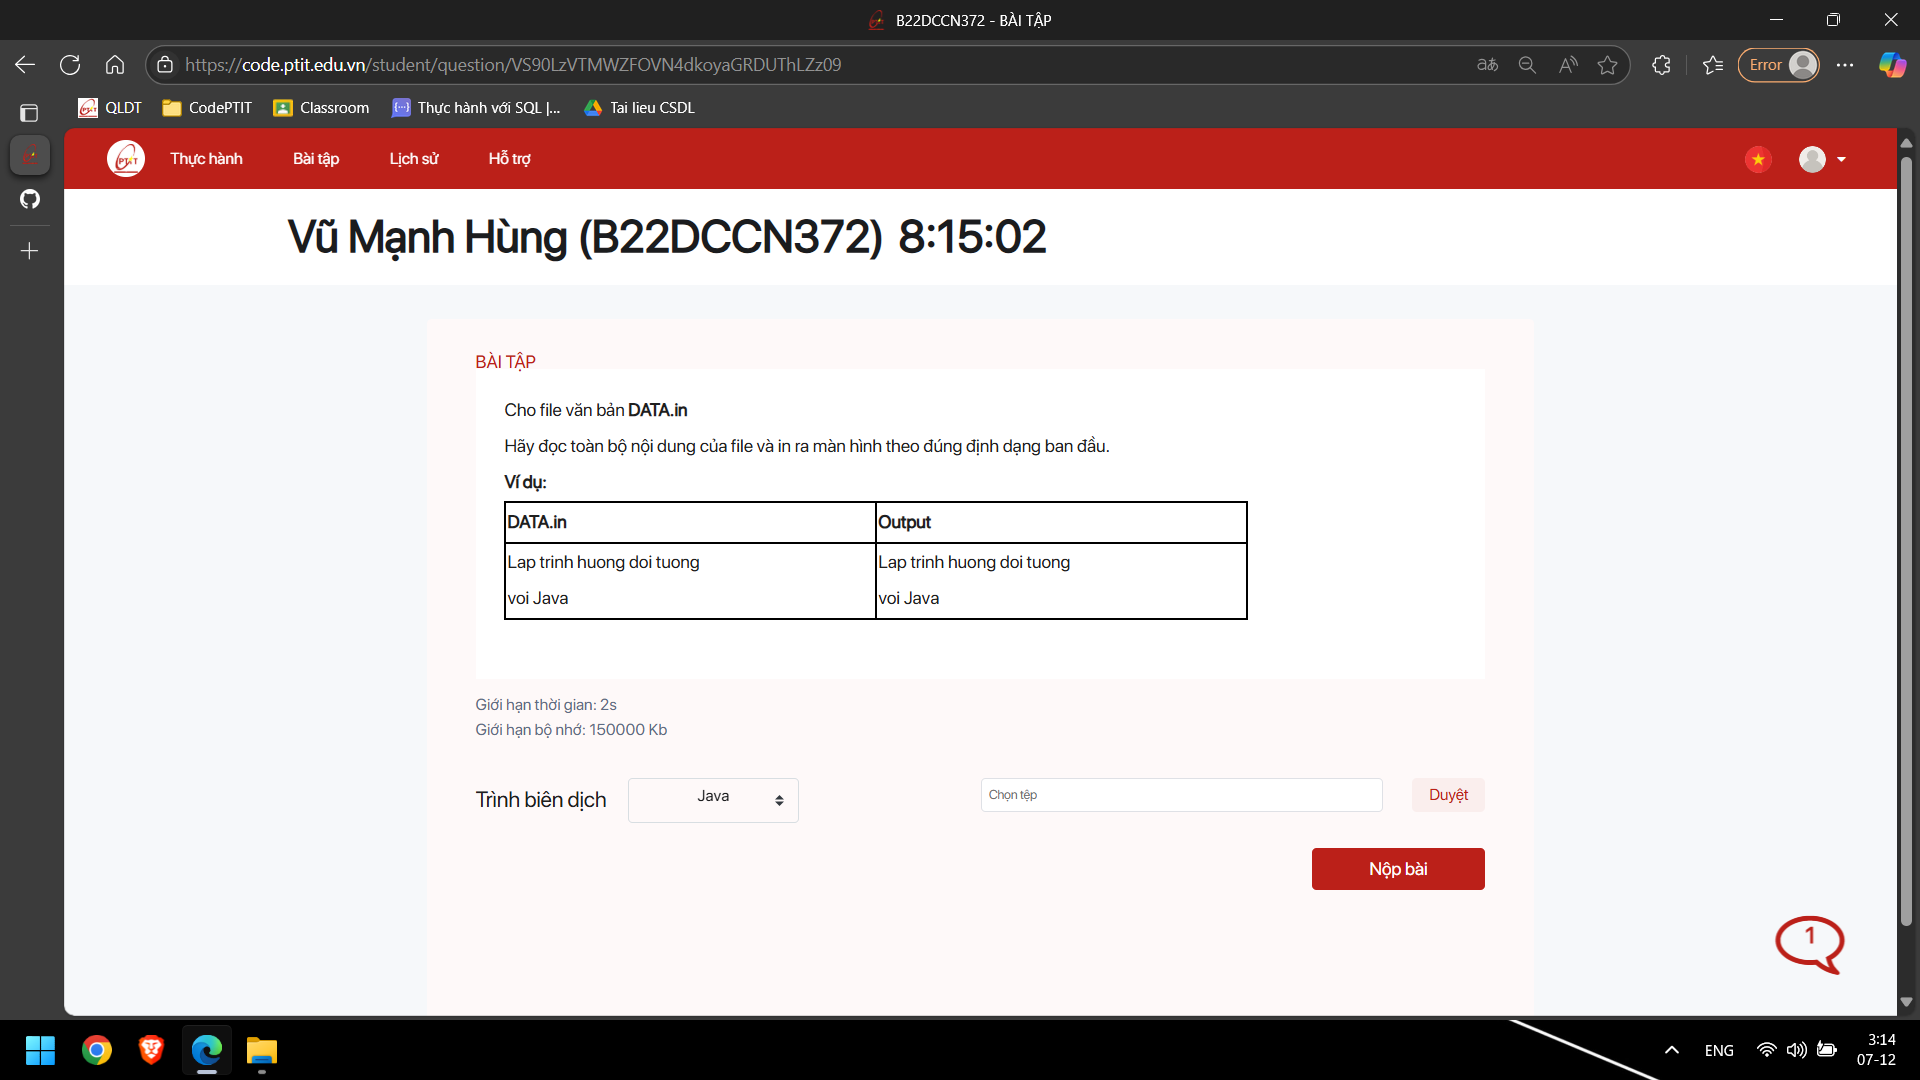 B22DCCN372 - BÀI TẬP
https://code.ptit.edu.vn/student/question/VS90LzVTMWZFOVN4dkoyaGRDUThLZz09
Error
QLDT
CodePTIT
Classroom
Thực hành với SQL |...
Tai lieu CSDL
Thực hành
Bài tập
Lịch sử
Hỗ trợ
Vũ Mạnh Hùng (B22DCCN372) 8:15:02
BÀI TẬP
Cho file văn bản DATA.in
Hãy đọc toàn bộ nội dung của file và in ra màn hình theo đúng định dạng ban đầu.
Ví dụ:
DATA.in
Output
Lap trinh huong doi tuong
voi Java
Lap trinh huong doi tuong
voi Java
Giới hạn thời gian: 2s
Giới hạn bộ nhớ: 150000 Kb
Trình biên dịch
Java
Chọn tệp
Duyệt
Nộp bài
1
ENG
3:14
07-12